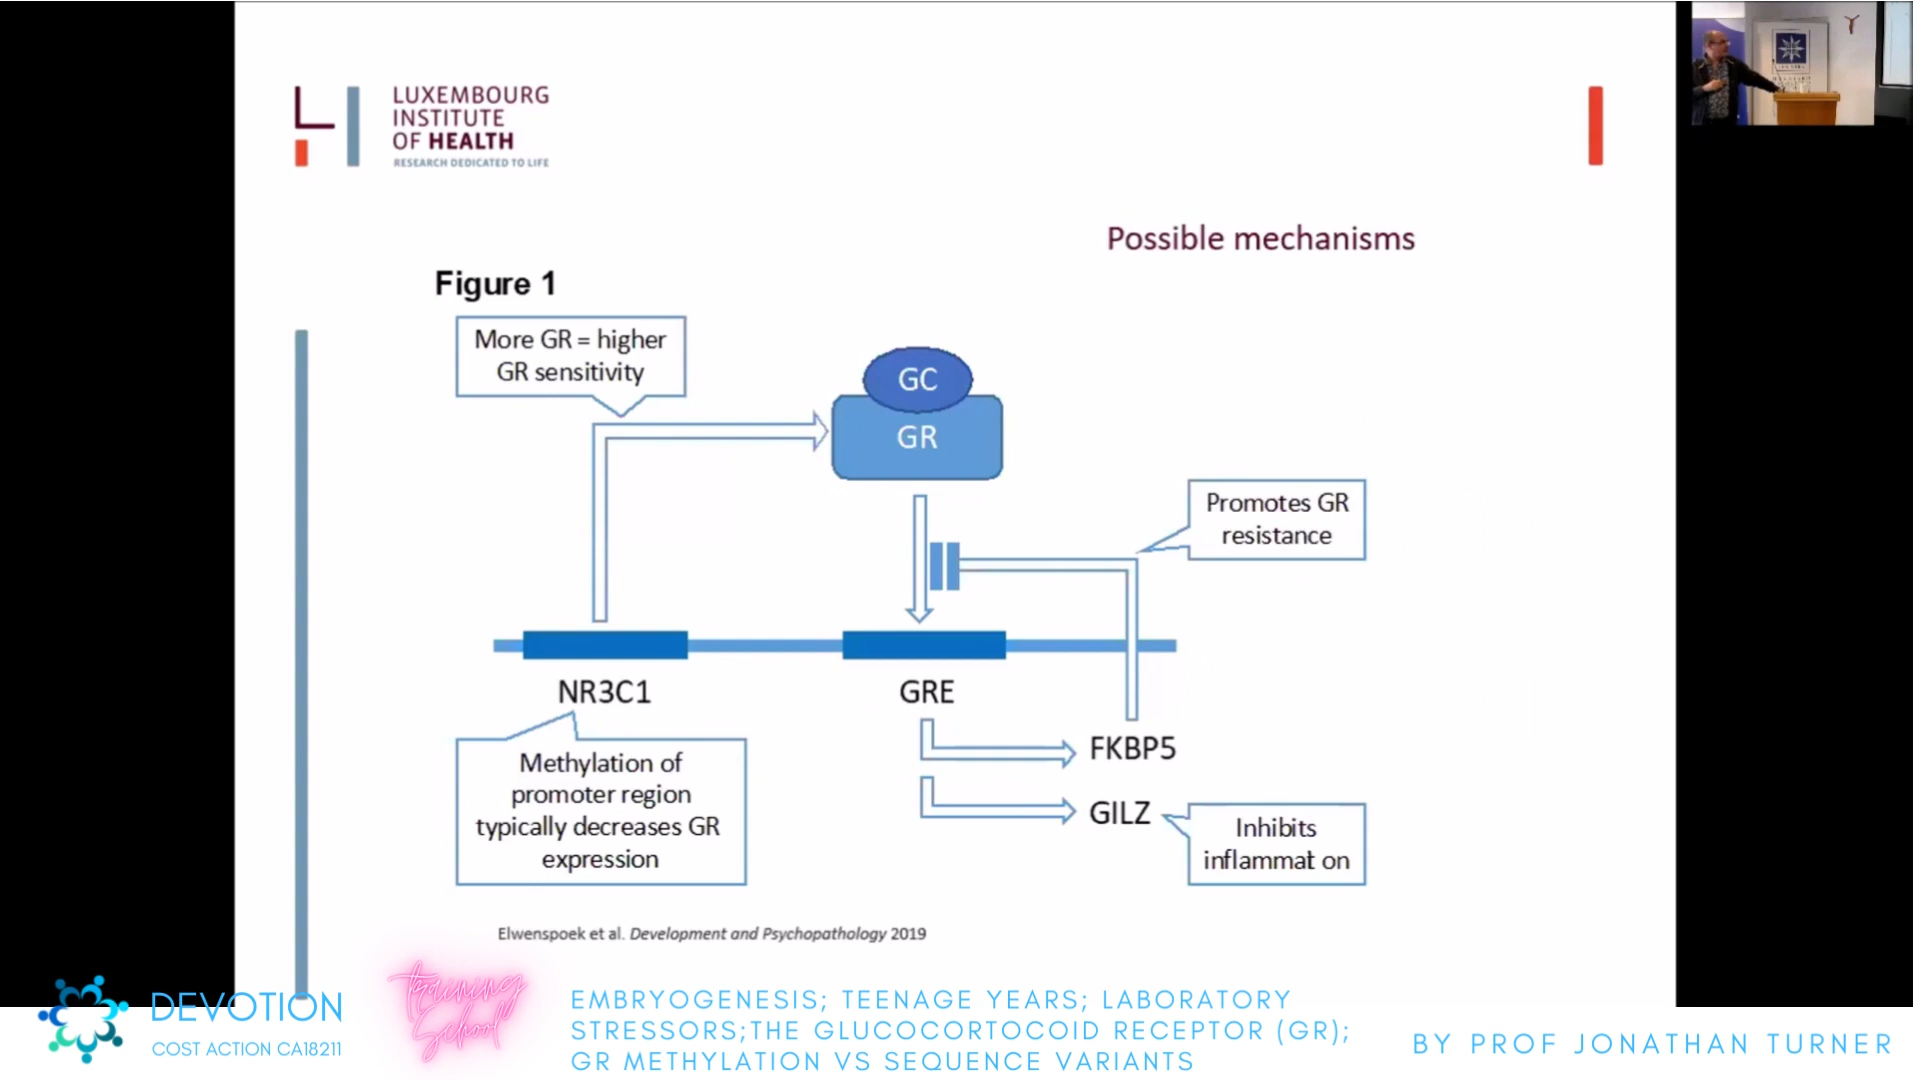 LUXEMBOURG
INSTITUTE
OF HEALTH
RESEARCH DEDICATED TO LIFE
Possible mechanisms
Figure 1
More GR = higher
GR sensitivity
GC
GR
Promotes GR
resistance
NR3C1
GRE
Methylation of
promoter region
typically decreases GR
expression
FKBP5
GILZ
Inhibits
inflammat on
Elwenspoek et al. Development and Psychopathology 2019
DEVOTION
COST ACTION CA18211
Training
School
EMBRYOGENESIS; TEENAGE YEARS; LABORATORY
STRESSORS;THE GLUCOCORTOCOID RECEPTOR (GR);
GR METHYLATION VS SEQUENCE VARIANTS
BY PROF JONATHAN TURNER